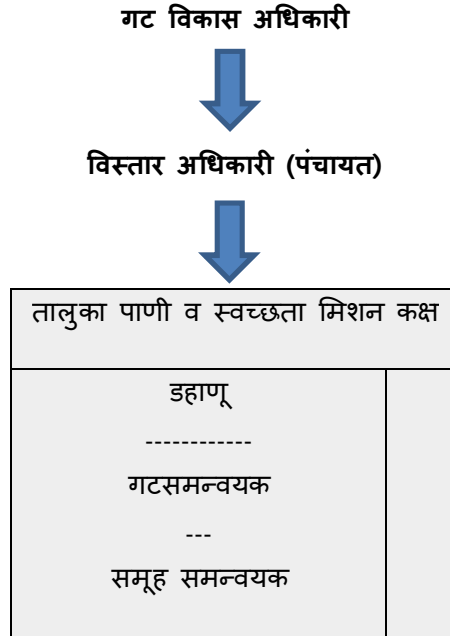 गट विकास अधिकारी
विस्तार अधिकारी (पंचायत)
तालुका पाणी व स्वच्छता मिशन कक्ष
डहाणू
------------
गटसमन्वयक
---
समूह समन्वयक